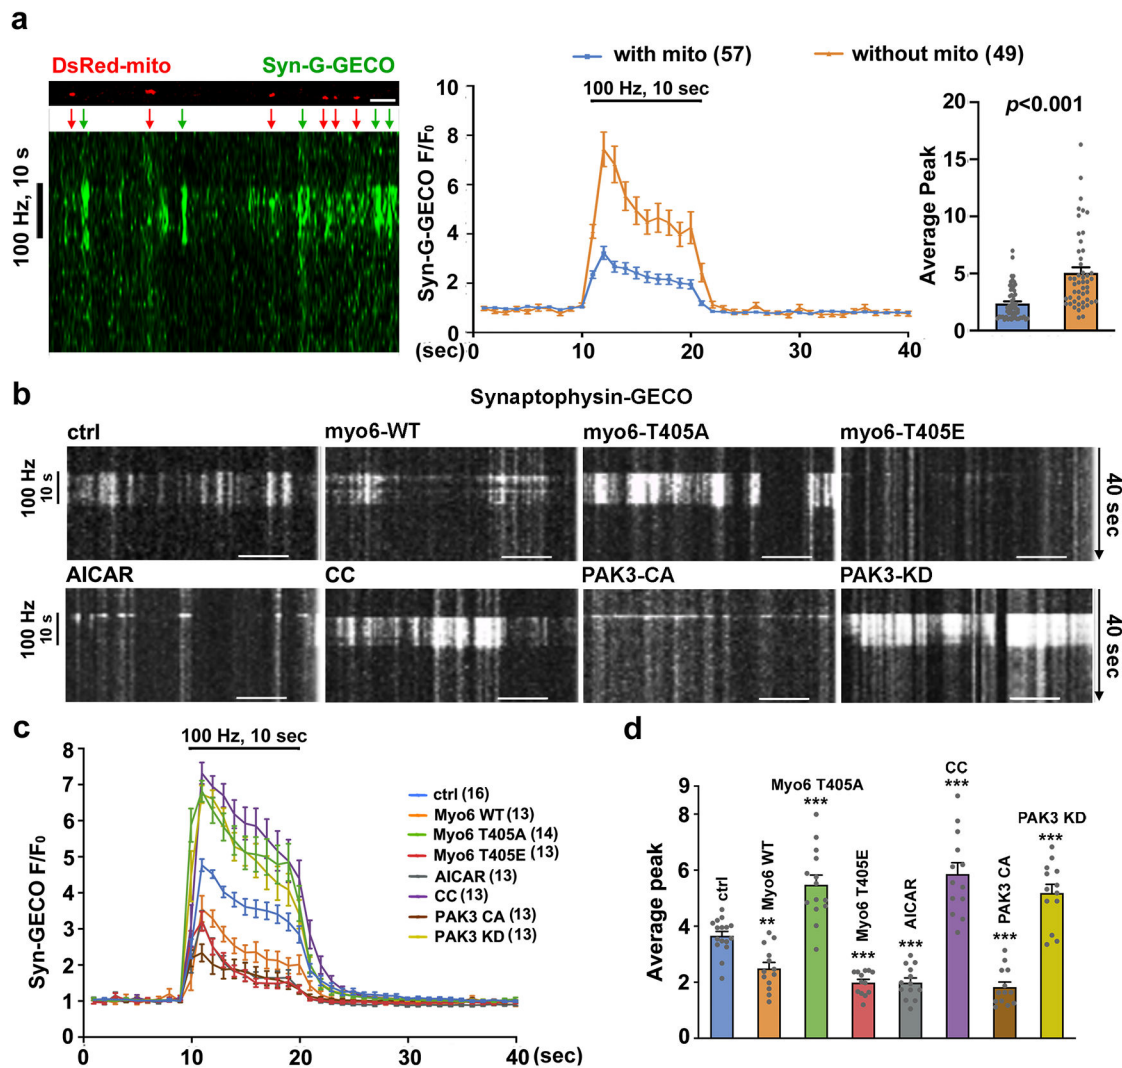 a
DsRed-mito Syn-G-GECO
100 Hz, 10 s
with mito (57) without mito (49)
100 Hz, 10 sec
Syn-G-GECO F/F0
10
8
6
4
2
0
(sec) 0 10 20 30 40
p<0.001
Average Peak
20
15
10
5
0
b
Synaptophysin-GECO
ctrl myo6-WT myo6-T405A myo6-T405E
100 Hz
10 s
40 sec
AICAR CC PAK3-CA PAK3-KD
100 Hz
10 s
40 sec
c
100 Hz, 10 sec
Syn-GECO F/F0
8
7
6
5
4
3
2
1
0
0 10 20 30 40 (sec)
ctrl (16)
Myo6 WT (13)
Myo6 T405A (14)
Myo6 T405E (13)
AICAR (13)
CC (13)
PAK3 CA (13)
PAK3 KD (13)
d
Average peak
9
6
4
2
0
ctrl
Myo6 WT
**
Myo6 T405A
***
Myo6 T405E
***
AICAR
***
CC
***
PAK3 CA
***
PAK3 KD
***